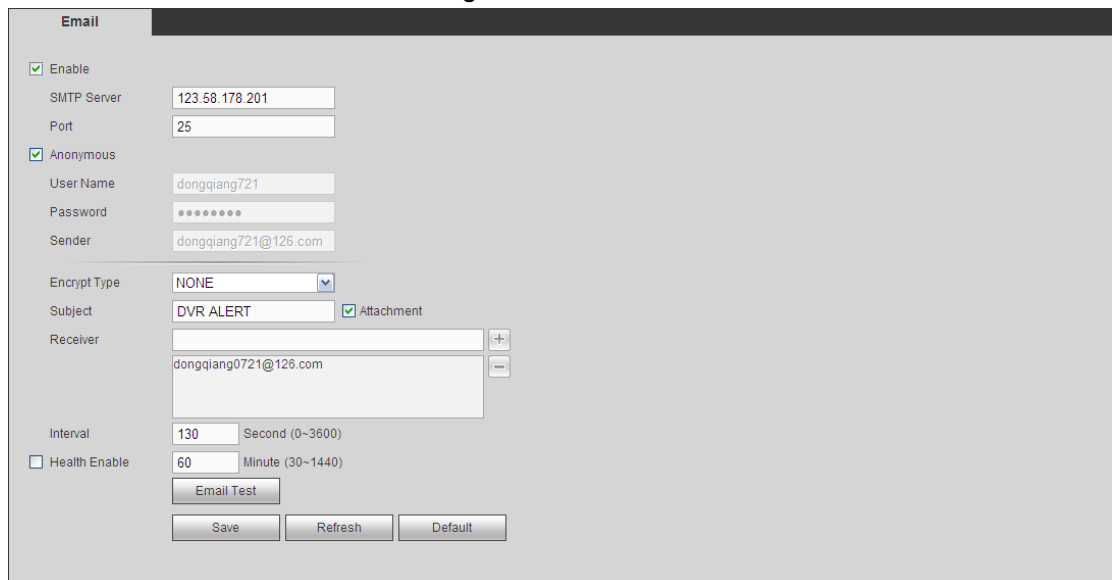 Email
Enable
SMTP Server 123.58.178.201
Port 25
Anonymous
User Name dongqiang721
Password ●●●●●●●●
Sender dongqiang721@126.com
Encrypt Type NONE
Subject DVR ALERT Attachment
Receiver
dongqiang0721@126.com
Interval 130 Second (0~3600)
Health Enable 60 Minute (30~1440)
Email Test
Save Refresh Default